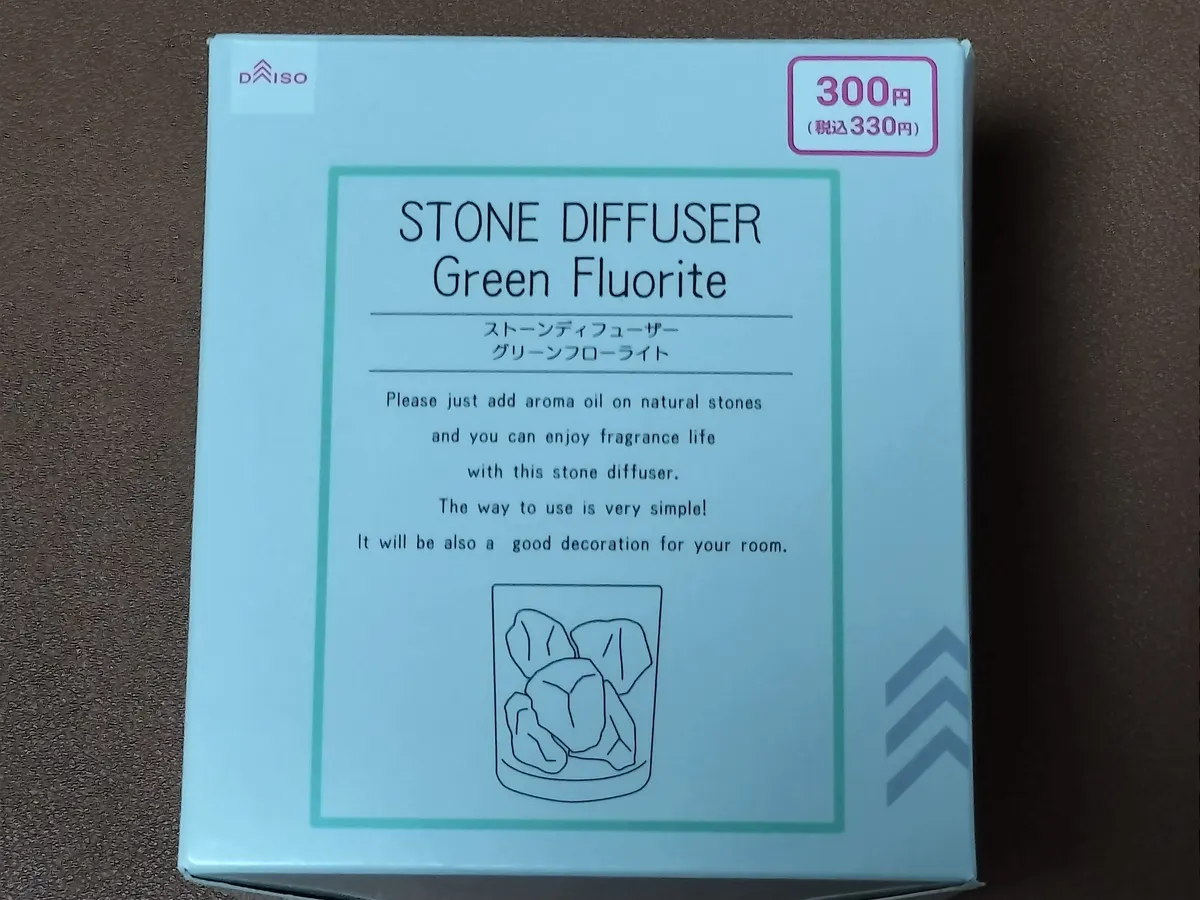 DAISO
300円
(税込330円)
STONE DIFFUSER
Green Fluorite
ストーンディフューザー
グリーンフローライト
Please just add aroma oil on natural stones
and you can enjoy fragrance life
with this stone diffuser.
The way to use is very simple!
It will be also a good decoration for your room.